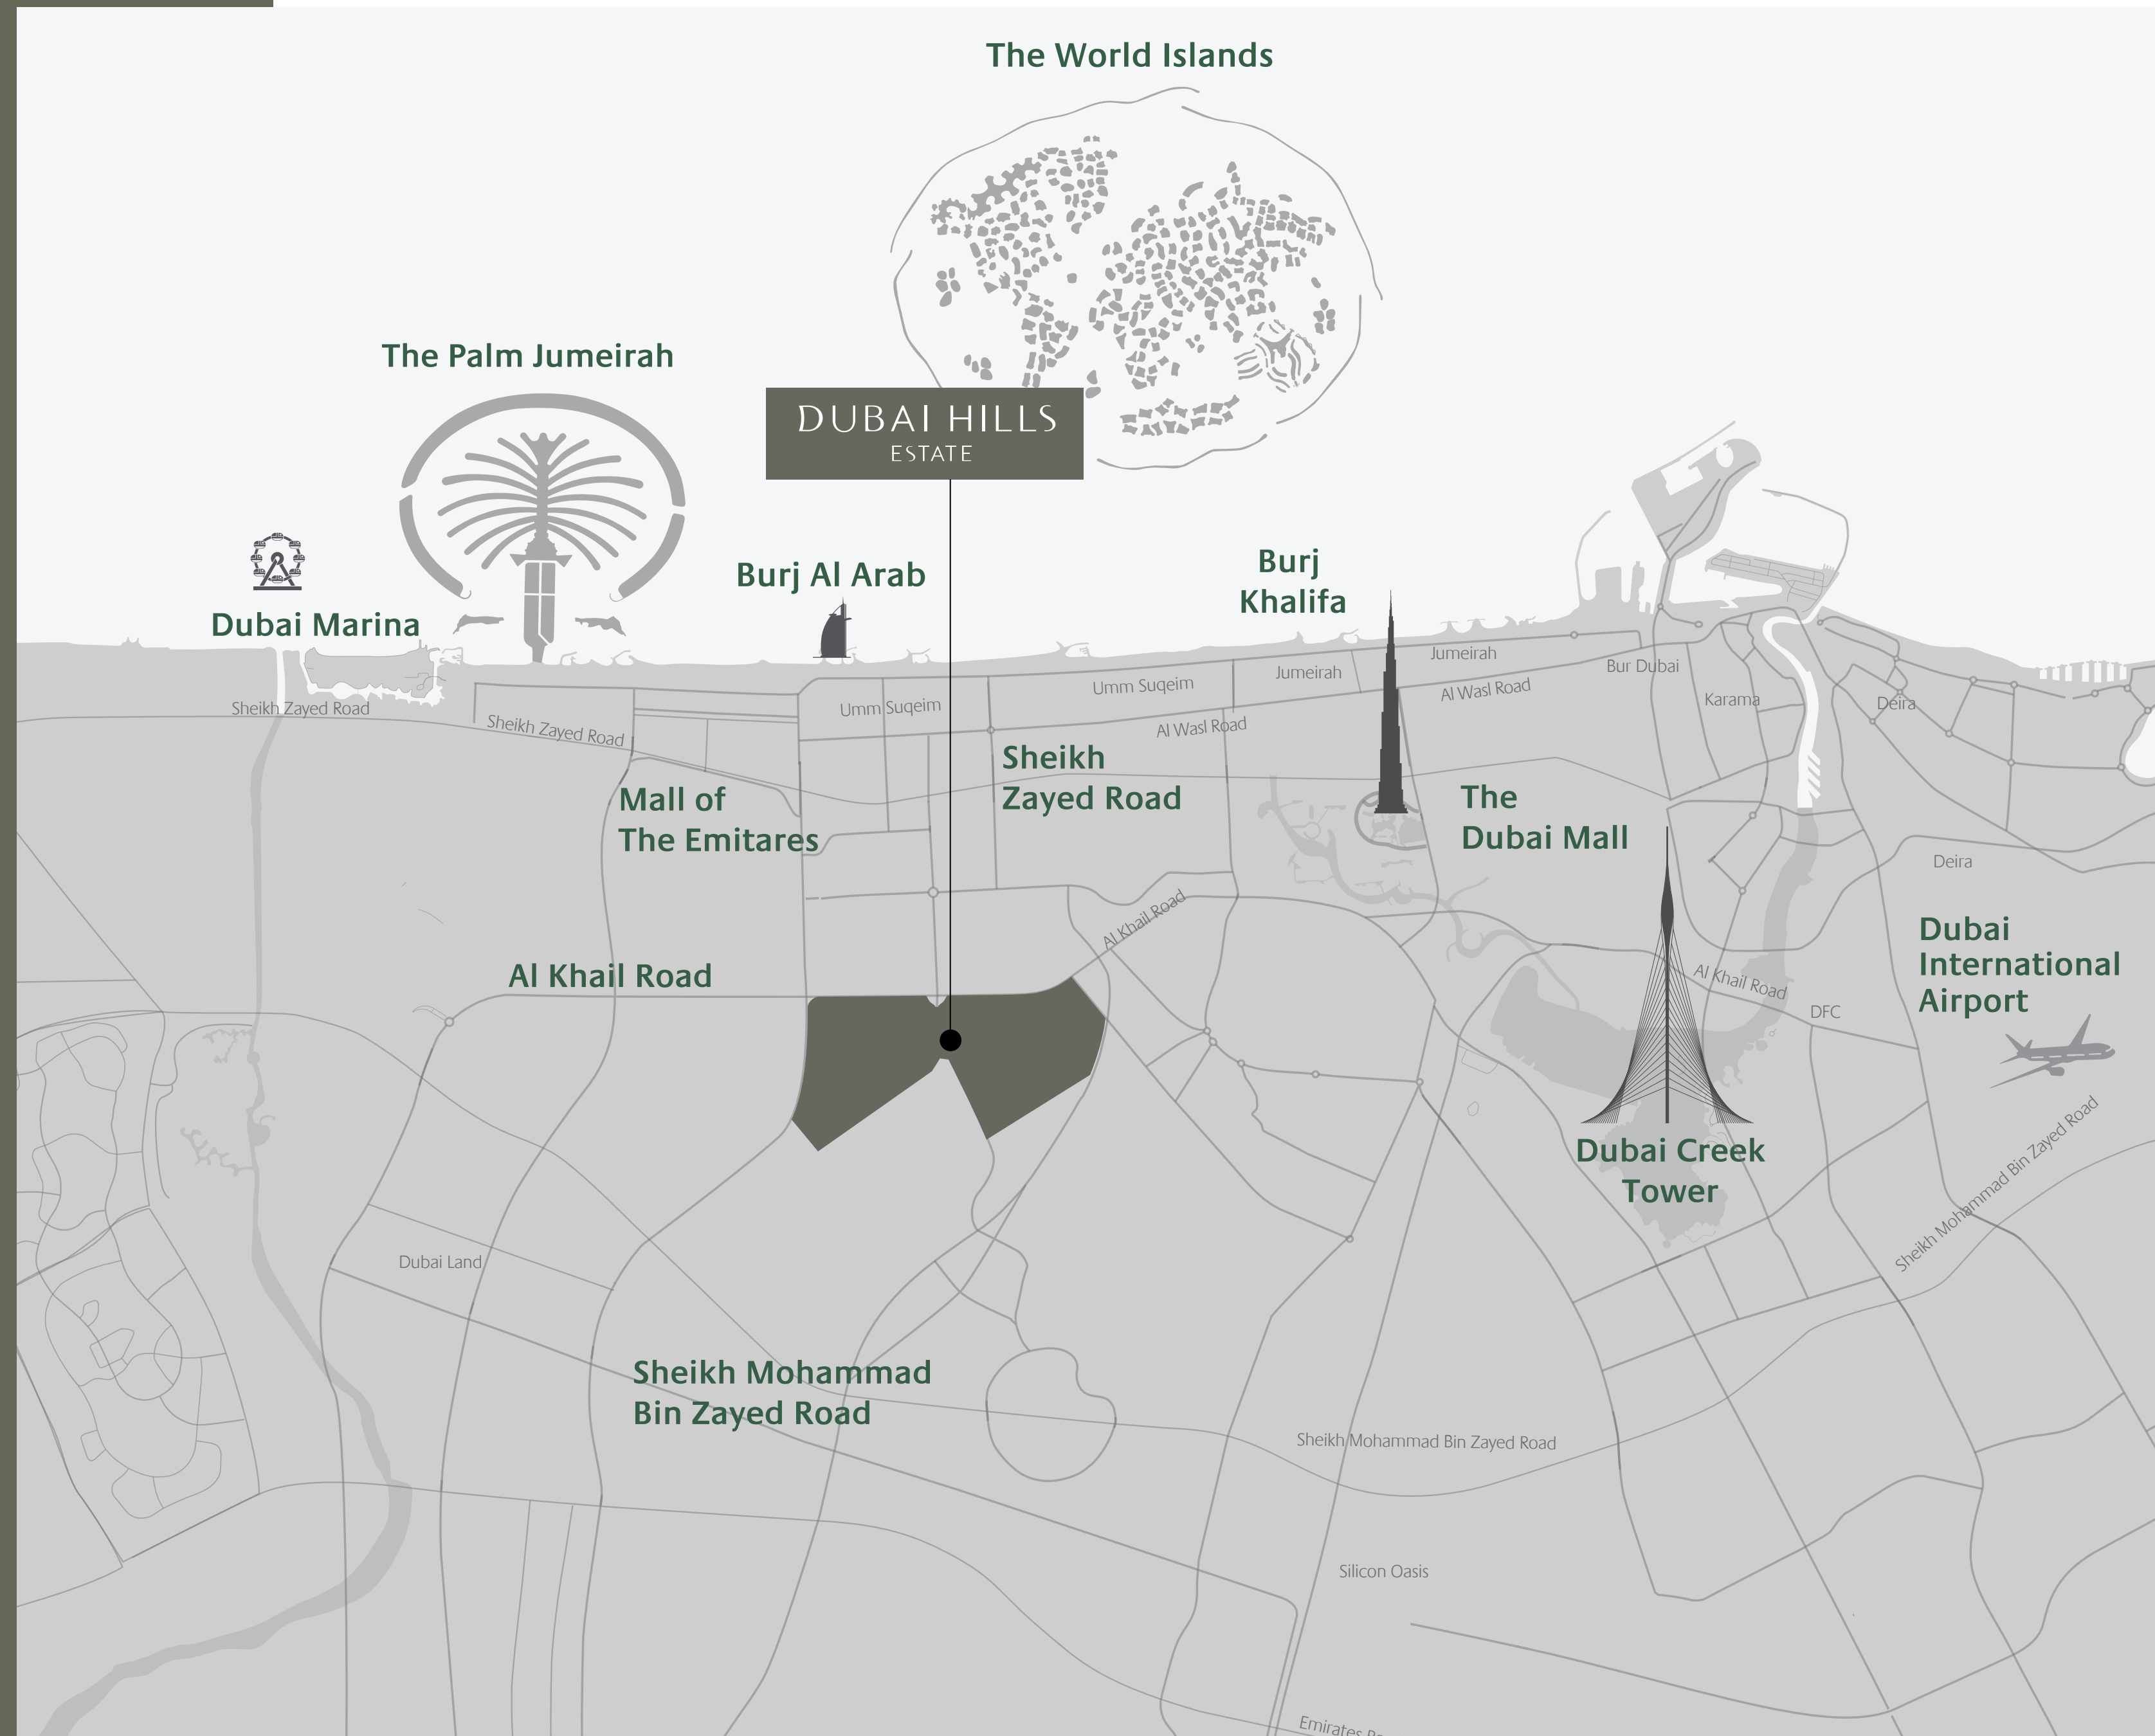 The World Islands
The Palm Jumeirah
DUBAI HILLS
ESTATE
Burj Al Arab
Burj
Khalifa
Dubai Marina
Jumeirah
Bur Dubai
Jumeirah
Umm Suqeim
Al Wasl Road
Karama
Deira
Sheikh Zayed Road
Umm Suqeim
Sheikh Zayed Road
Al Wasl Road
Sheikh
Zayed Road
Mall of
The Emitares
The
Dubai Mall
Deira
Al Khail Road
Dubai
International
Airport
Al Khail Road
Al Khail Road
DFC
Dubai Creek
Tower
Sheikh Mohammad Bin Zayed Road
Dubai Land
Sheikh Mohammad
Bin Zayed Road
Sheikh Mohammad Bin Zayed Road
Silicon Oasis
Emirates